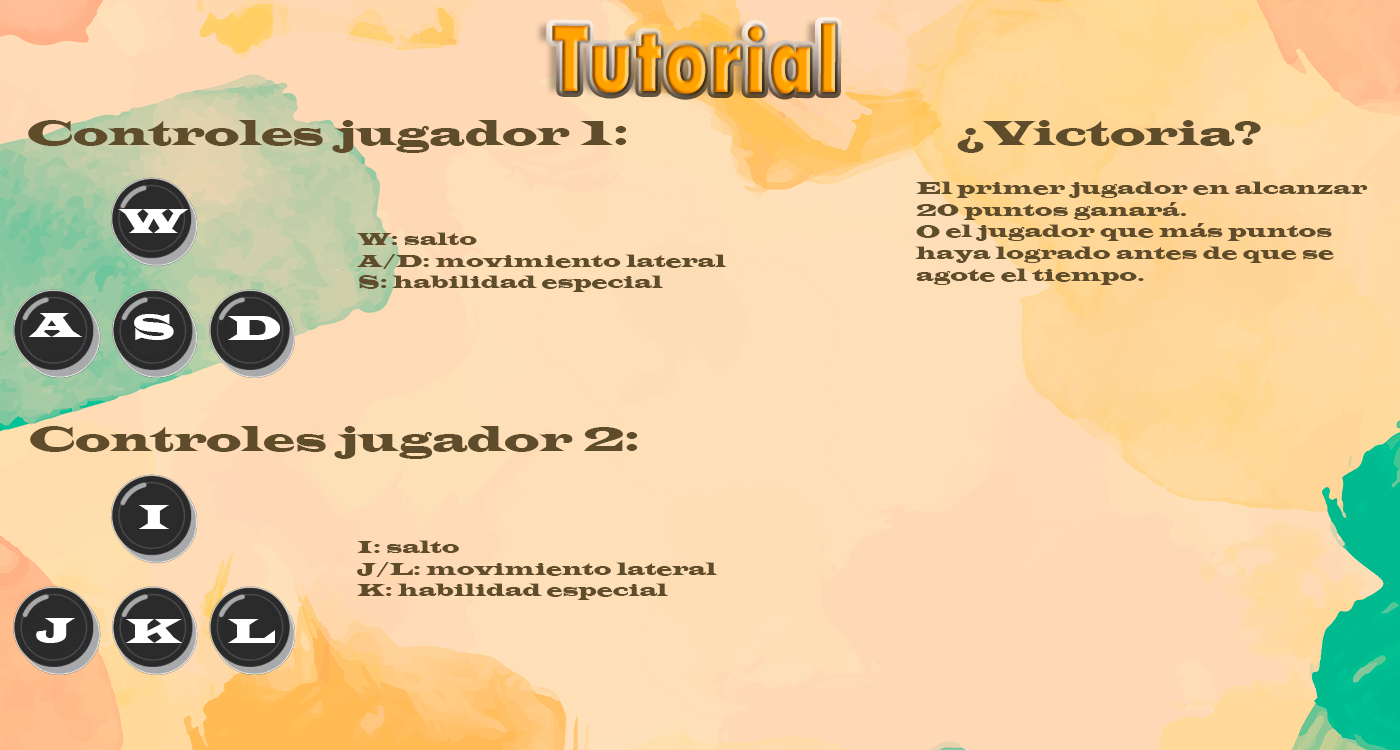 Tutorial
Controles jugador 1:
W
A S D
W: salto
A/D: movimiento lateral
S: habilidad especial
¿Victoria?
El primer jugador en alcanzar
20 puntos ganará.
O el jugador que más puntos
haya logrado antes de que se
agote el tiempo.
Controles jugador 2:
I
J K L
I: salto
J/L: movimiento lateral
K: habilidad especial